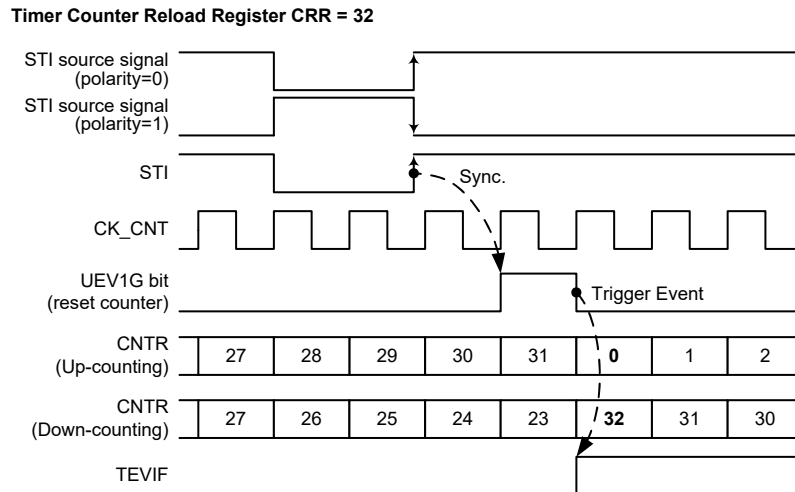 Timer Counter Reload Register CRR = 32
STI source signal
(polarity=0)
STI source signal
(polarity=1)
STI
Sync.
CK_CNT
UEV1G bit
(reset counter)
Trigger Event
CNTR
(Up-counting)
27 28 29 30 31 0 1 2
CNTR
(Down-counting)
27 26 25 24 23 32 31 30
TEVIF